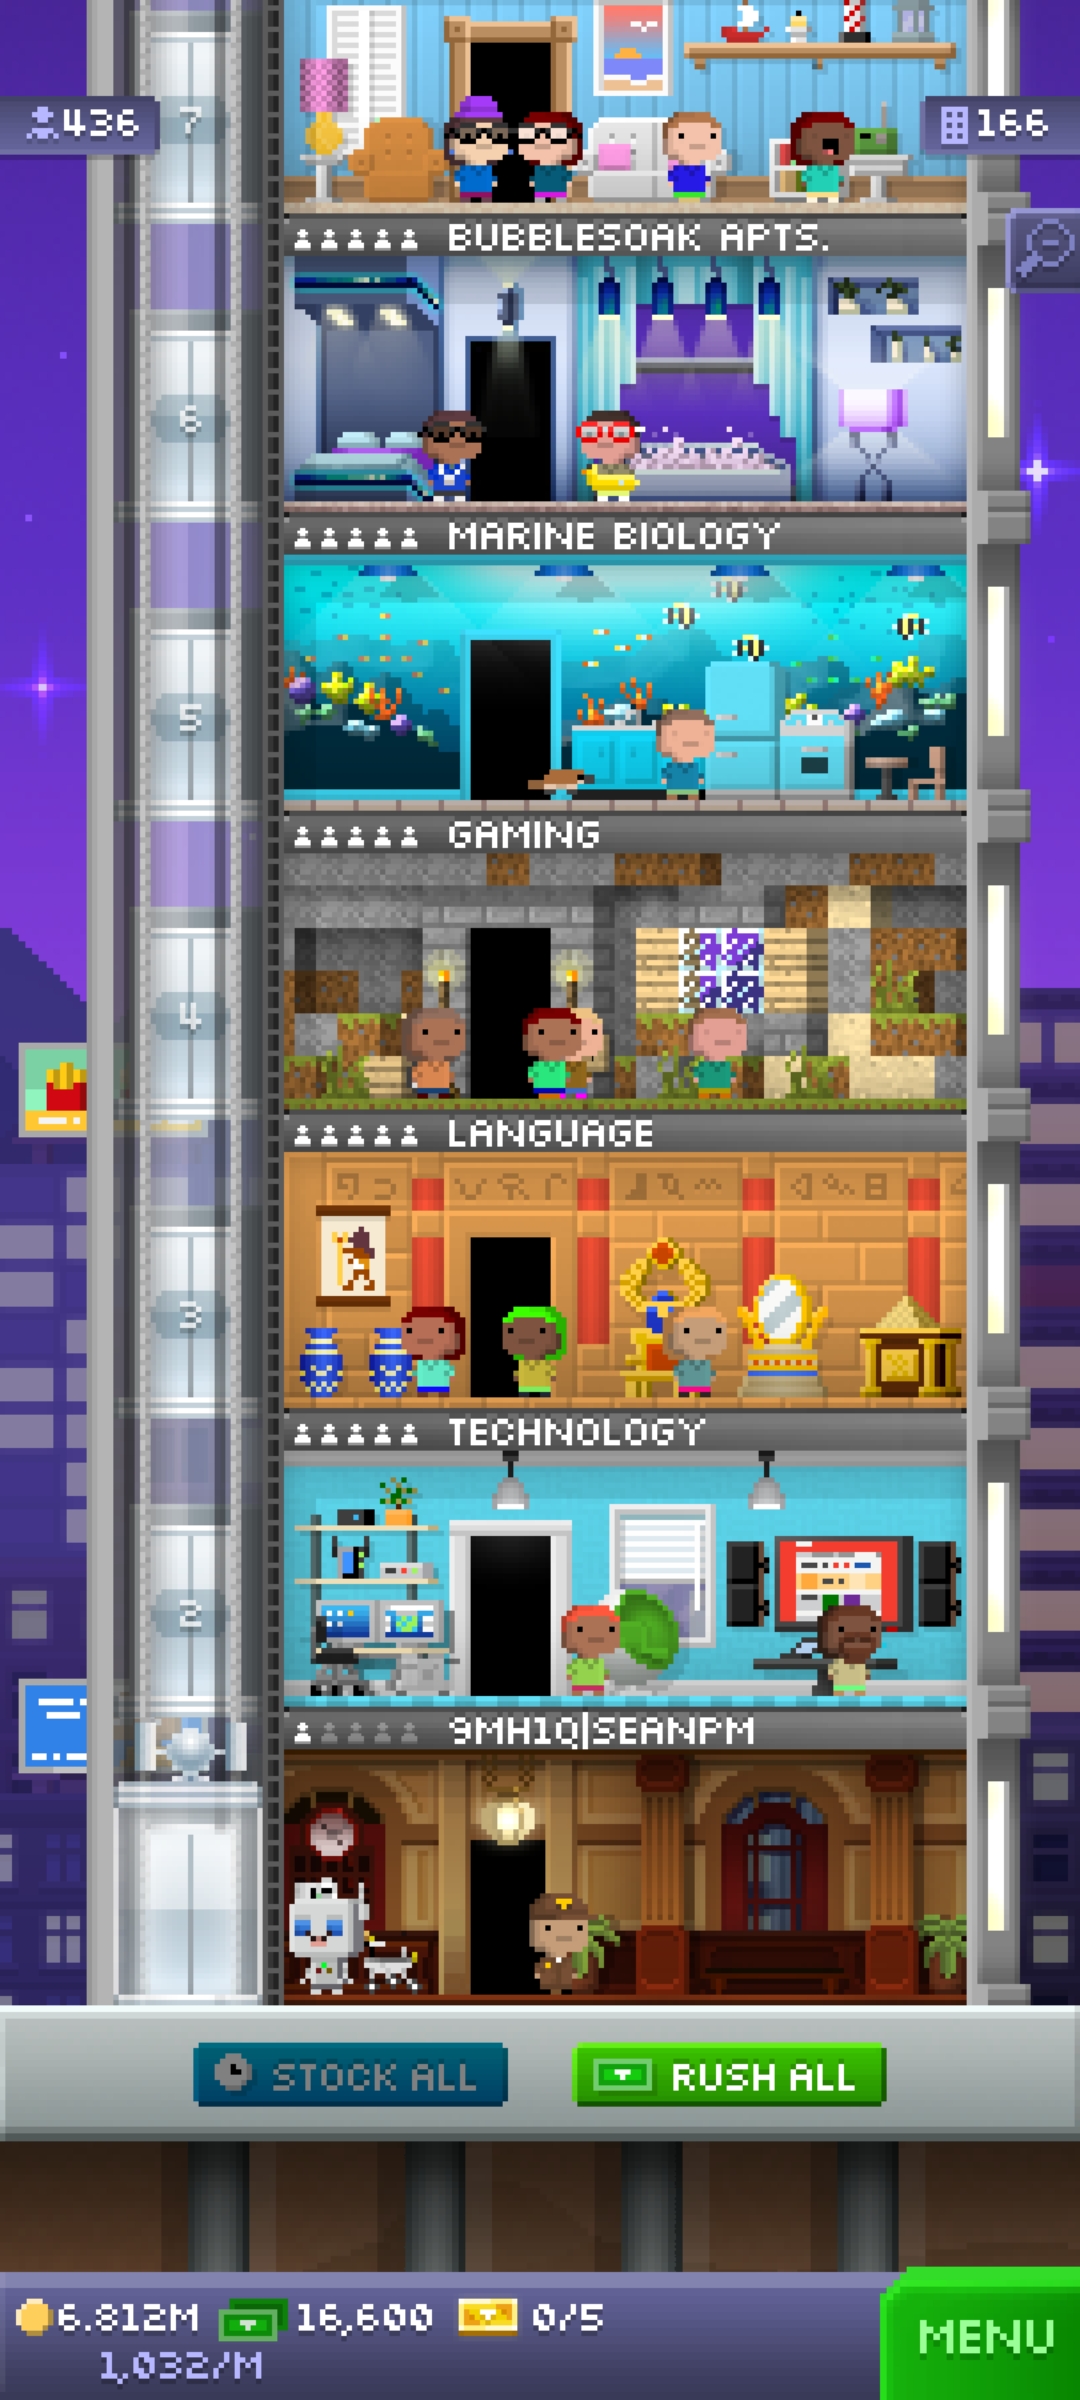 436
7
166
BUBBLESOAK APTS.
6
MARINE BIOLOGY
5
GAMING
4
LANGUAGE
3
TECHNOLOGY
2
9MH1Q|SEANPM
STOCK ALL
RUSH ALL
6.812M
16,600
0/5
1,032/M
MENU